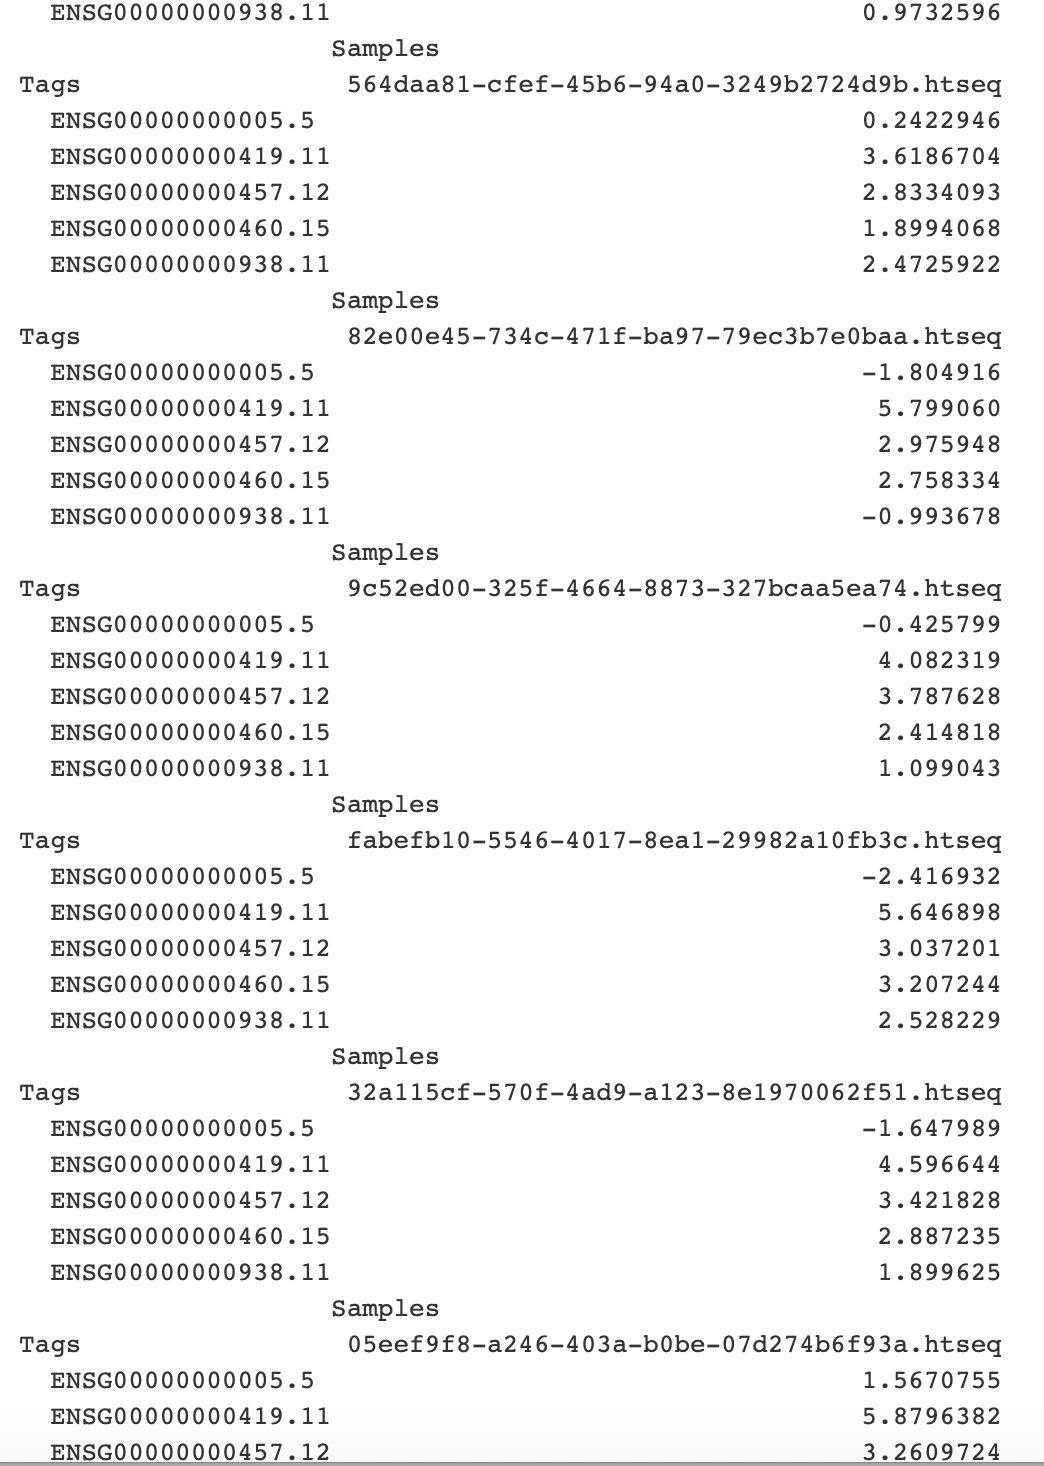 ENSG00000000938.11 0.9732596
Samples
Tags 564daa81-cfef-45b6-94a0-3249b2724d9b.htseq
ENSG00000000005.5 0.2422946
ENSG00000000419.11 3.6186704
ENSG00000000457.12 2.8334093
ENSG00000000460.15 1.8994068
ENSG00000000938.11 2.4725922
Samples
Tags 82e00e45-734c-471f-ba97-79ec3b7e0baa.htseq
ENSG00000000005.5 -1.804916
ENSG00000000419.11 5.799060
ENSG00000000457.12 2.975948
ENSG00000000460.15 2.758334
ENSG00000000938.11 -0.993678
Samples
Tags 9c52ed00-325f-4664-8873-327bcaa5ea74.htseq
ENSG00000000005.5 -0.425799
ENSG00000000419.11 4.082319
ENSG00000000457.12 3.787628
ENSG00000000460.15 2.414818
ENSG00000000938.11 1.099043
Samples
Tags fabefb10-5546-4017-8ea1-29982a10fb3c.htseq
ENSG00000000005.5 -2.416932
ENSG00000000419.11 5.646898
ENSG00000000457.12 3.037201
ENSG00000000460.15 3.207244
ENSG00000000938.11 2.528229
Samples
Tags 32a115cf-570f-4ad9-a123-8e1970062f51.htseq
ENSG00000000005.5 -1.647989
ENSG00000000419.11 4.596644
ENSG00000000457.12 3.421828
ENSG00000000460.15 2.887235
ENSG00000000938.11 1.899625
Samples
Tags 05eef9f8-a246-403a-b0be-07d274b6f93a.htseq
ENSG00000000005.5 1.5670755
ENSG00000000419.11 5.8796382
ENSG00000000457.12 3.2609724